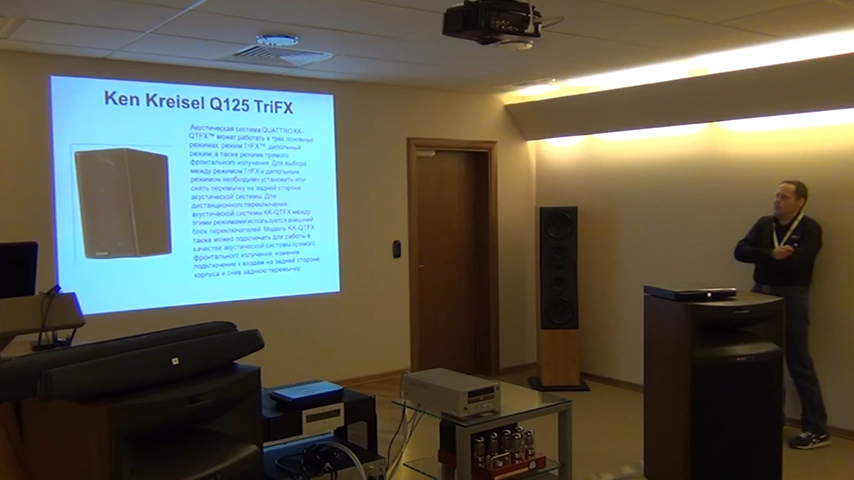 Ken Kreisel Q125 TriFX
Акустическая система QUATTRO KK-
QTFX™ может работать в трех основных
режимах, режим TriFX™, дипольный
режим, а также режиме прямого
фронтального излучения. Для выбора
между режимом TriFX и дипольным
режимом необходимо установить или
снять перемычку на задней стороне
акустической системы. Для
дистанционного переключения
акустической системы KK-QTFX между
этими режимами используется внешний
блок переключателей. Модель KK-QTFX
также можно подключать для работы в
качестве акустической системы прямого
фронтального излучения, изменив
подключение к входам на задней стороне
корпуса и сняв заднюю перемычку.